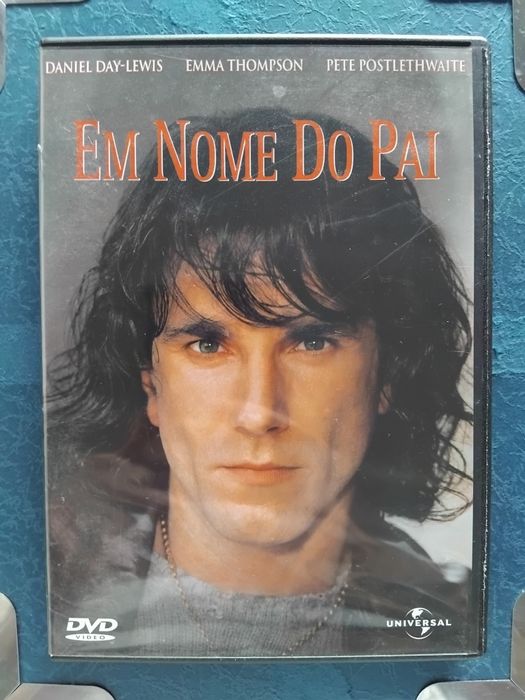 DANIEL DAY-LEWIS EMMA THOMPSON PETE POSTLETHWAITE
EM NOME DO PAI
DVD
VIDEO
UNIVERSAL